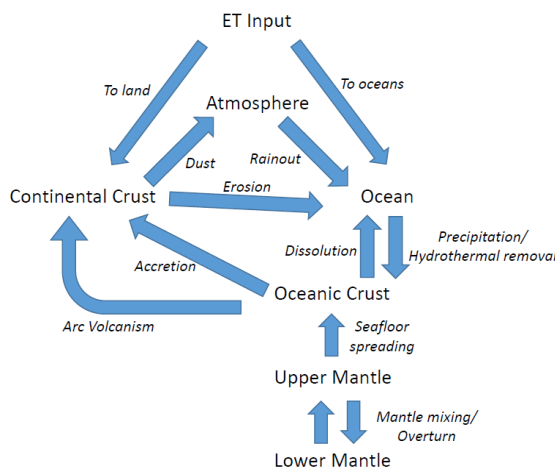 ET Input
To land
To oceans
Atmosphere
Dust
Rainout
Continental Crust
Erosion
Ocean
Precipitation/
Hydrothermal removal
Dissolution
Accretion
Oceanic Crust
Arc Volcanism
Seafloor
spreading
Upper Mantle
Mantle mixing/
Overturn
Lower Mantle